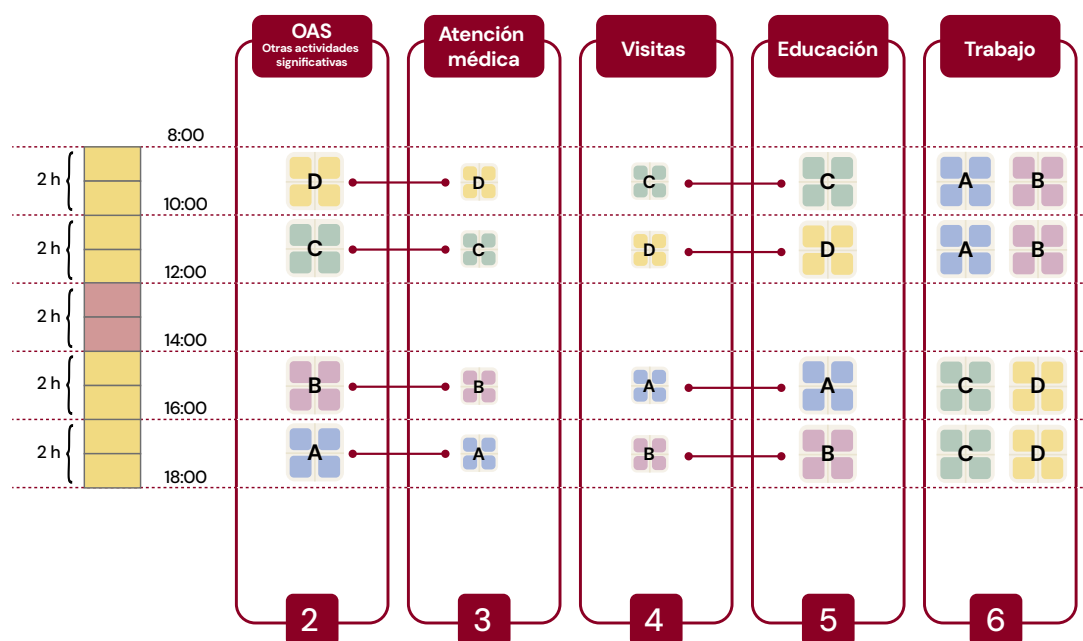 OAS
Otras actividades
significativas
Atención
médica
Visitas
Educación
Trabajo
8:00
2 h
D
D
C
C
A
B
10:00
2 h
C
C
D
D
A
B
12:00
2 h
14:00
2 h
B
B
A
A
C
D
16:00
2 h
A
A
B
B
C
D
18:00
2
3
4
5
6